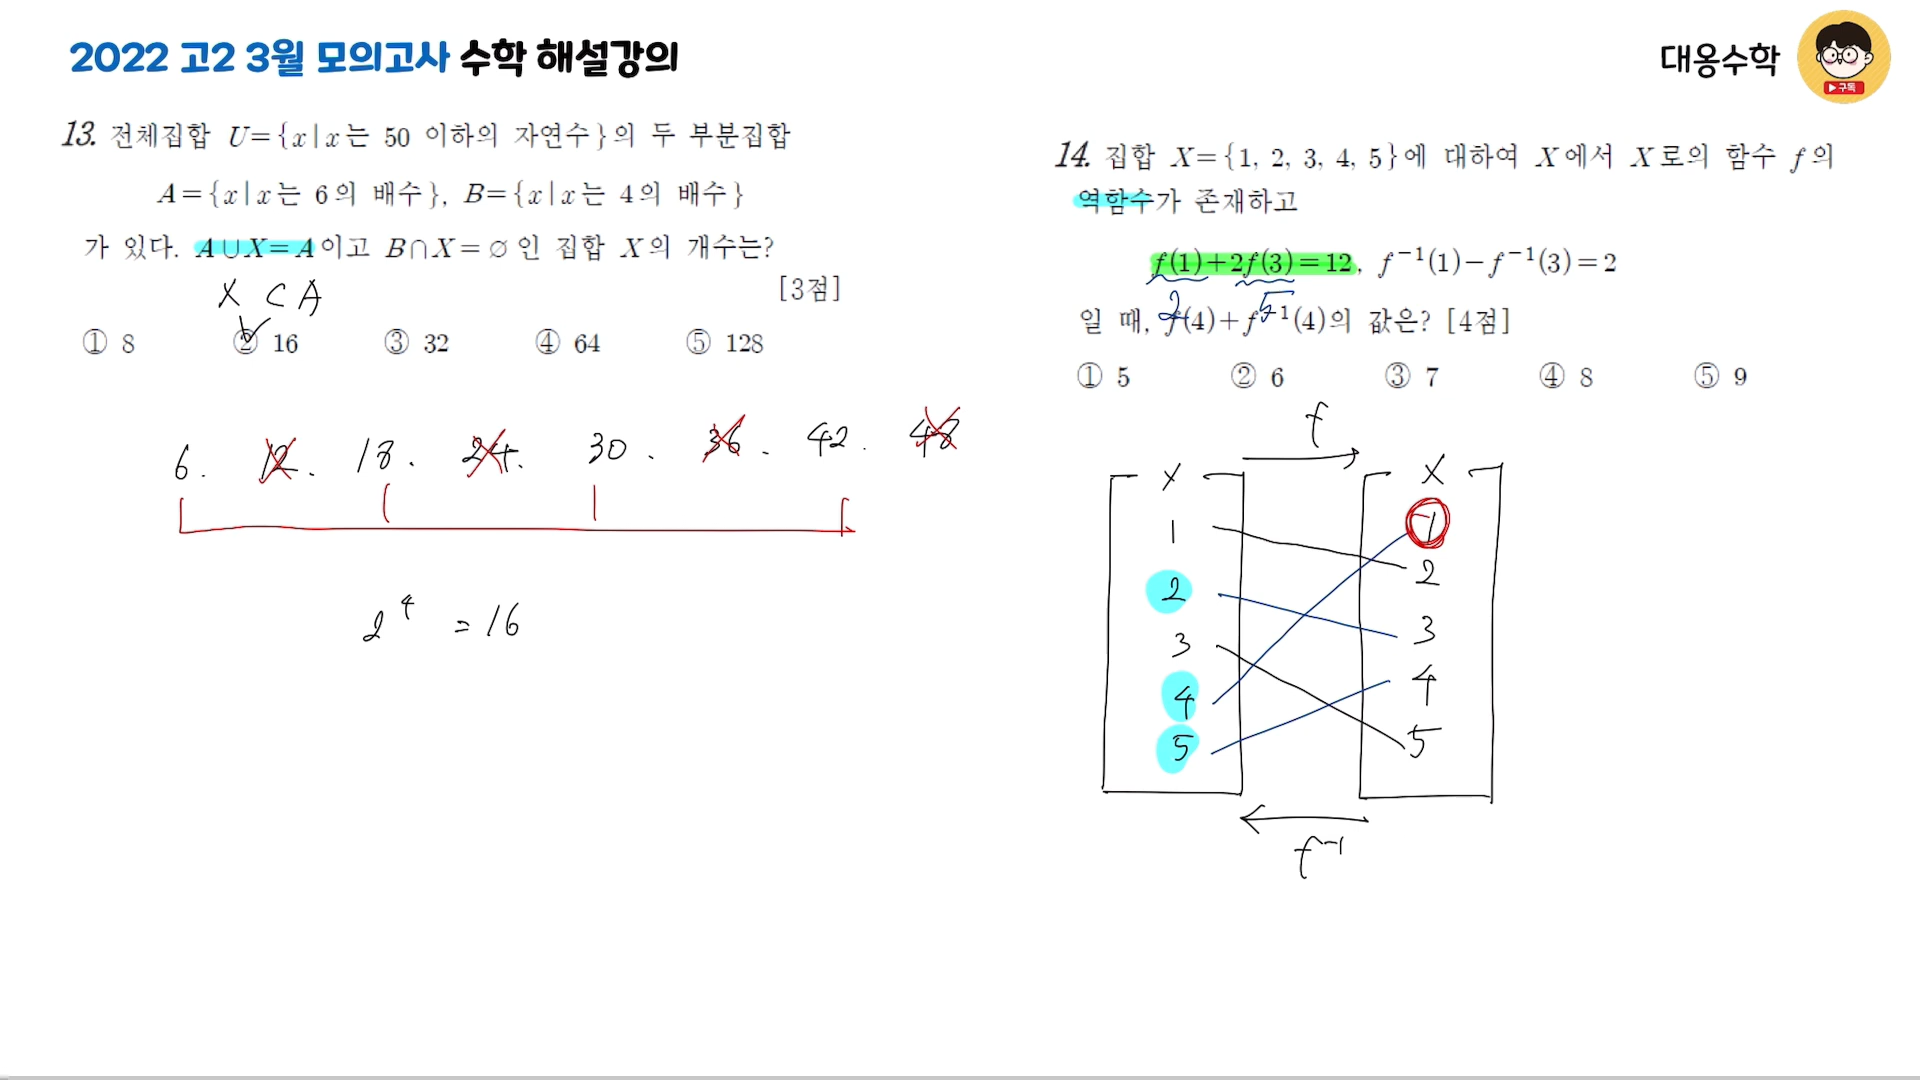 2022 고2 3월 모의고사 수학 해설강의
대웅수학
구독
13. 전체집합 U={x|x는 50 이하의 자연수}의 두 부분집합
A={x|x는 6의 배수}, B={x|x는 4의 배수}
가 있다. A∪X=A이고 B∩X=∅인 집합 X의 개수는?
[3점]
X ⊂ A
① 8 ② 16 ③ 32 ④ 64 ⑤ 128
6. 12. 18. 24. 30. 36. 42. 48
2⁴ = 16
14. 집합 X={1, 2, 3, 4, 5}에 대하여 X에서 X로의 함수 f의
역함수가 존재하고
f(1)+2f(3)=12, f⁻¹(1)-f⁻¹(3)=2
2 5
일 때, f(4)+f⁻¹(4)의 값은? [4점]
① 5 ② 6 ③ 7 ④ 8 ⑤ 9
f
X X
1 1
2 2
3 3
4 4
5 5
f⁻¹